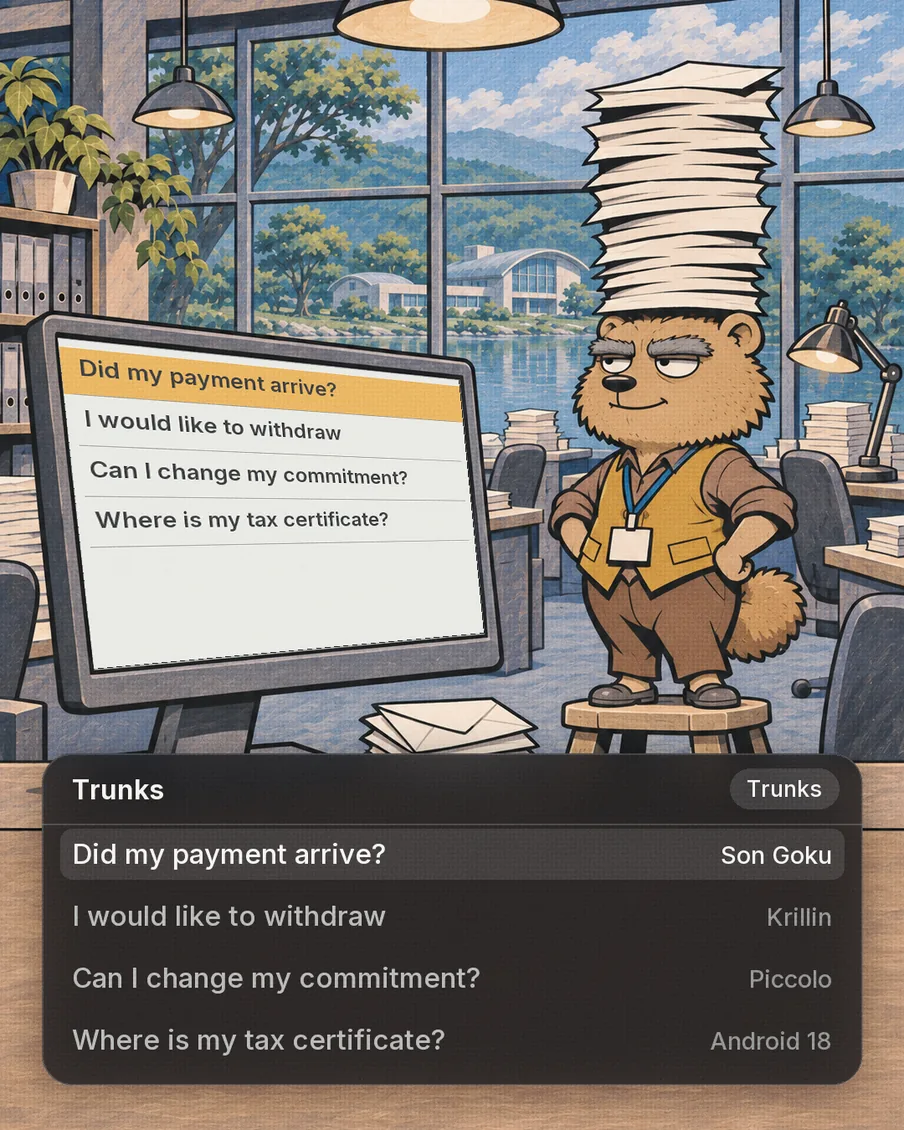 Did my payment arrive?
I would like to withdraw
Can I change my commitment?
Where is my tax certificate?
Trunks Trunks
Did my payment arrive? Son Goku
I would like to withdraw Krillin
Can I change my commitment? Piccolo
Where is my tax certificate? Android 18